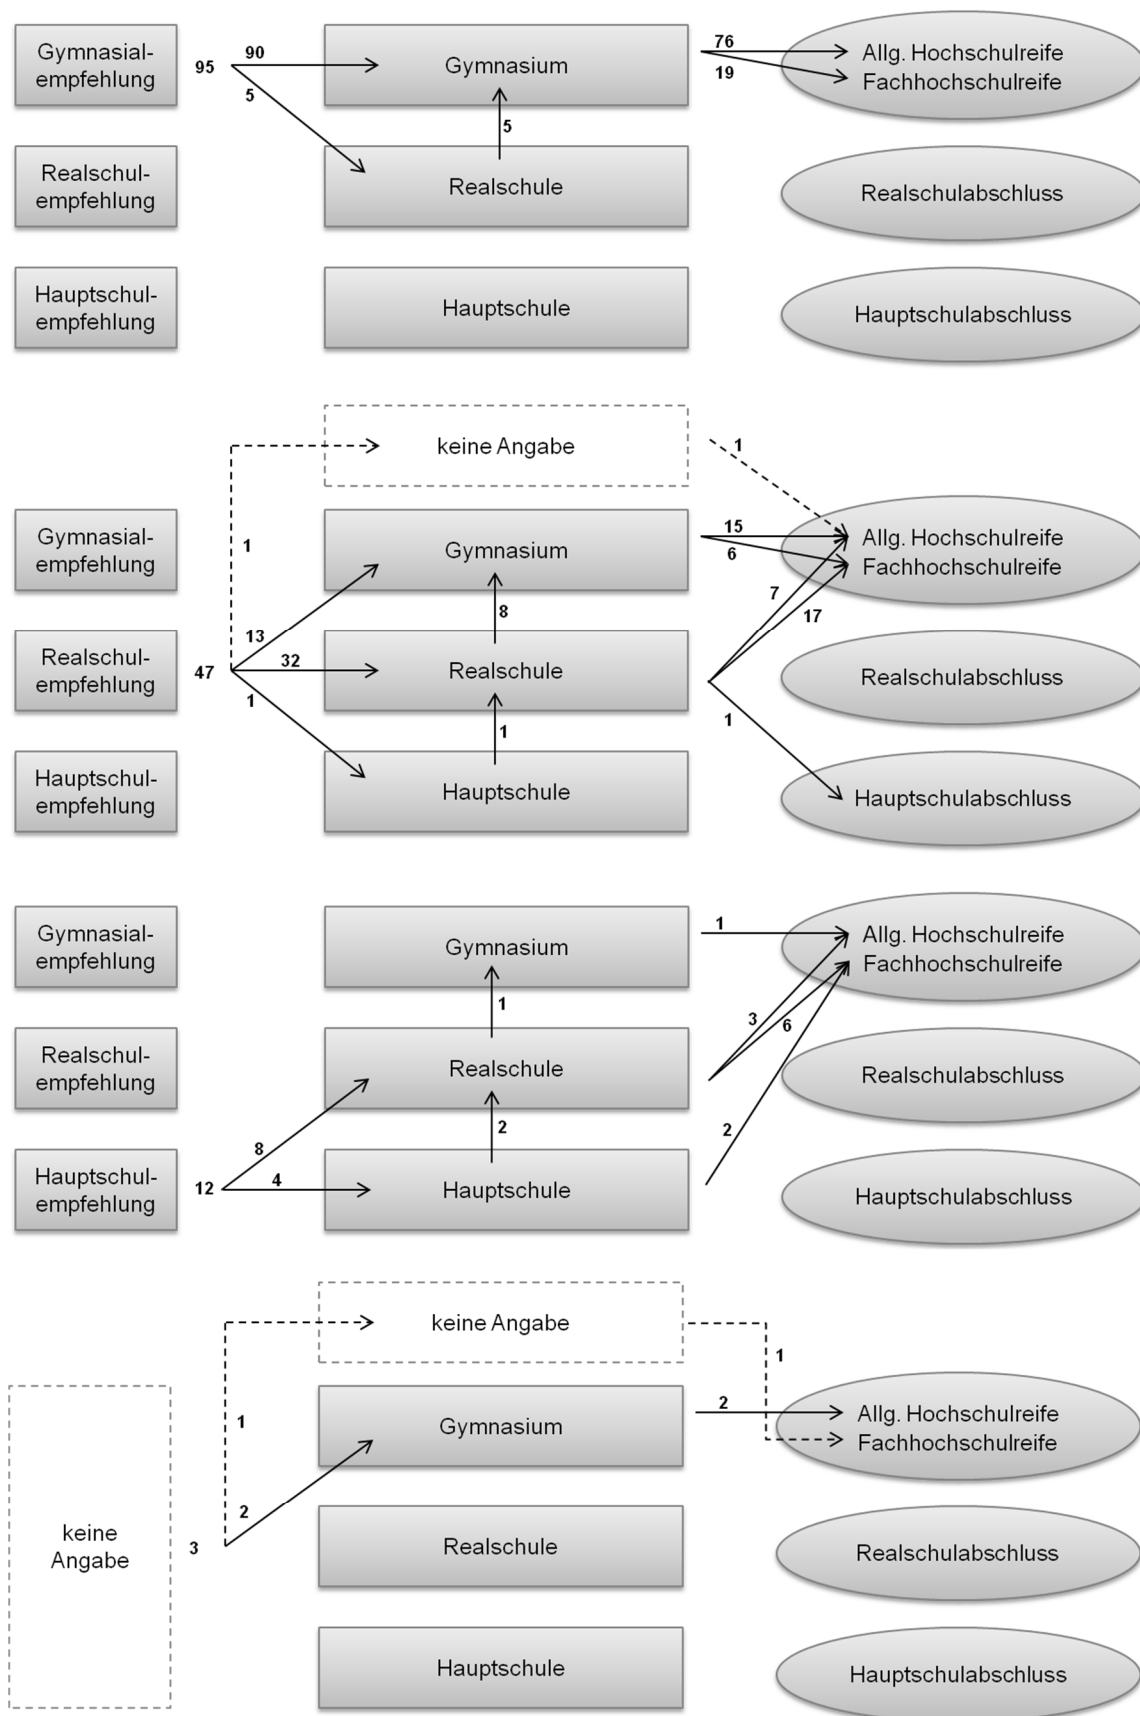 Gymnasial-
empfehlung
95
90
5
Gymnasium
5
76
19
Allg. Hochschulreife
Fachhochschulreife
Realschul-
empfehlung
Realschule
Realschulabschluss
Hauptschul-
empfehlung
Hauptschule
Hauptschulabschluss
keine Angabe
1
1
Gymnasial-
empfehlung
Gymnasium
15
6
Allg. Hochschulreife
Fachhochschulreife
8
7
17
13
Realschul-
empfehlung
47
32
1
Realschule
1
1
Realschulabschluss
Hauptschul-
empfehlung
Hauptschule
Hauptschulabschluss
Gymnasial-
empfehlung
Gymnasium
1
Allg. Hochschulreife
Fachhochschulreife
1
3
6
Realschul-
empfehlung
Realschule
Realschulabschluss
2
2
8
Hauptschul-
empfehlung
12
4
Hauptschule
Hauptschulabschluss
keine Angabe
1
1
Gymnasium
2
Allg. Hochschulreife
Fachhochschulreife
2
keine
Angabe
3
Realschule
Realschulabschluss
Hauptschule
Hauptschulabschluss